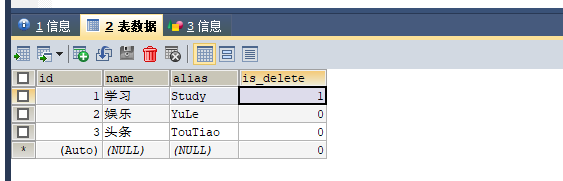 1 信息 2 表数据 3 信息
id name alias is_delete
1 学习 Study 1
2 娱乐 YuLe 0
3 头条 TouTiao 0
* (Auto) (NULL) (NULL) 0